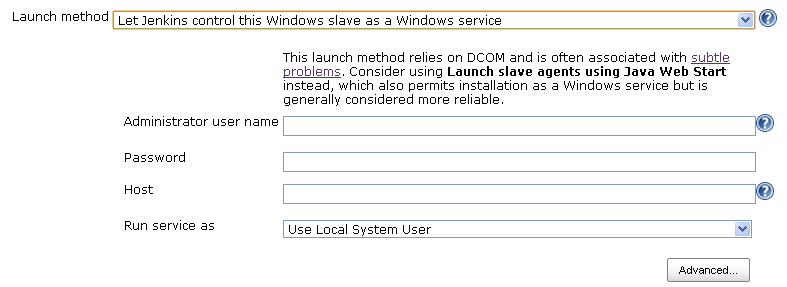 Launch method Let Jenkins control this Windows slave as a Windows service
This launch method relies on DCOM and is often associated with subtle
problems. Consider using Launch slave agents using Java Web Start
instead, which also permits installation as a Windows service but is
generally considered more reliable.
Administrator user name
Password
Host
Run service as Use Local System User
Advanced...